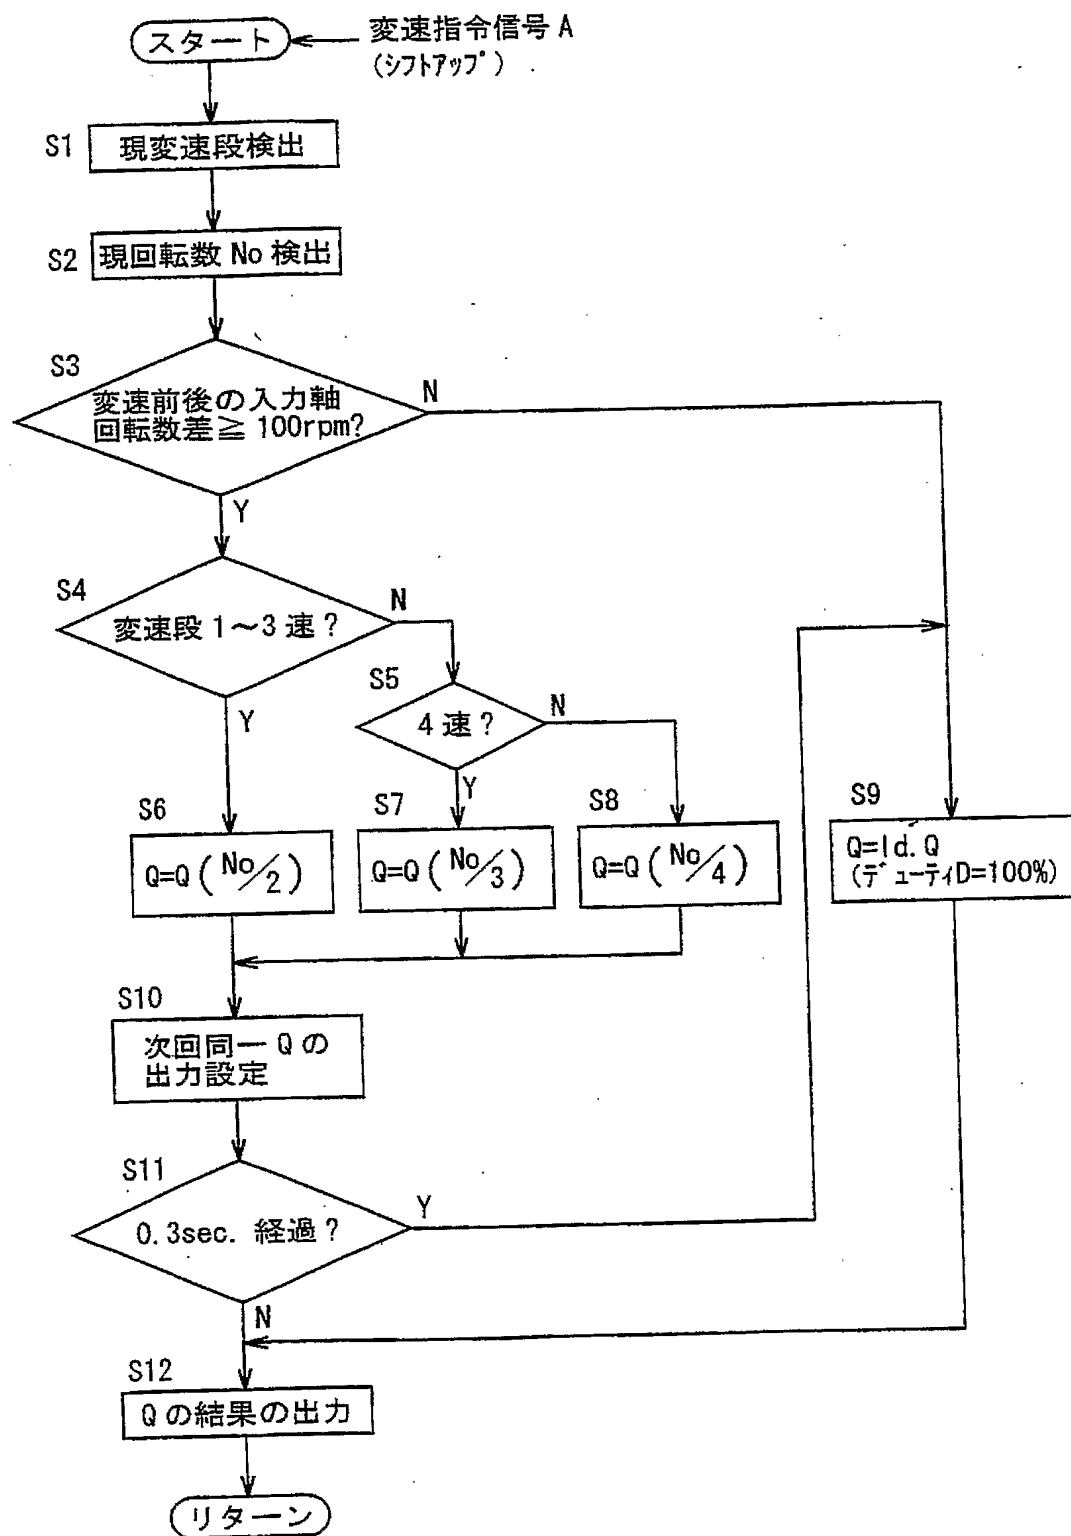 スタート
変速指令信号 A
(シフトアップ)
S1
現変速段検出
S2
現回転数 No 検出
S3
変速前後の入力軸
回転数差≧ 100rpm?
N
Y
S4
変速段 1～3 速?
N
Y
S5
4 速?
N
Y
S6
Q=Q (No/2)
S7
Q=Q (No/3)
S8
Q=Q (No/4)
S9
Q=Id. Q
(デューティD=100%)
S10
次回同一 Q の
出力設定
S11
0.3sec. 経過?
Y
N
S12
Q の結果の出力
リターン